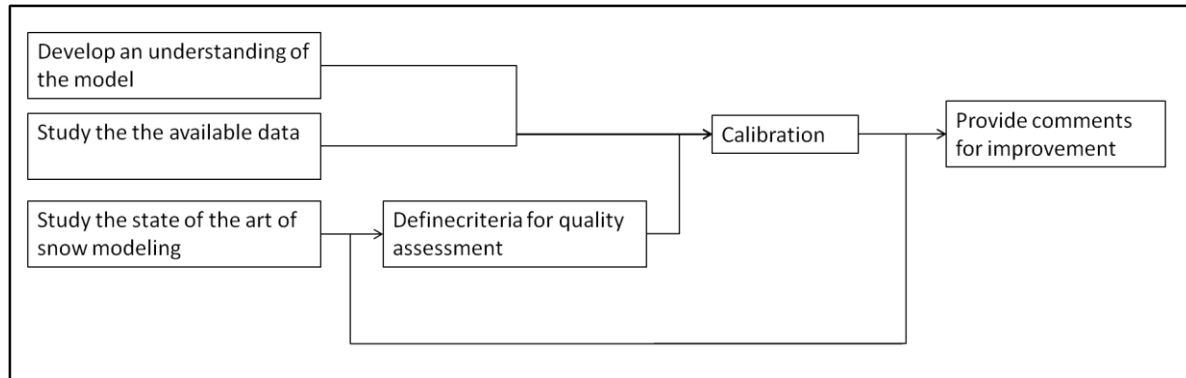 Develop an understanding of
the model
Study the the available data
Calibration
Provide comments
for improvement
Study the state of the art of
snow modeling
Definecriteria for quality
assessment